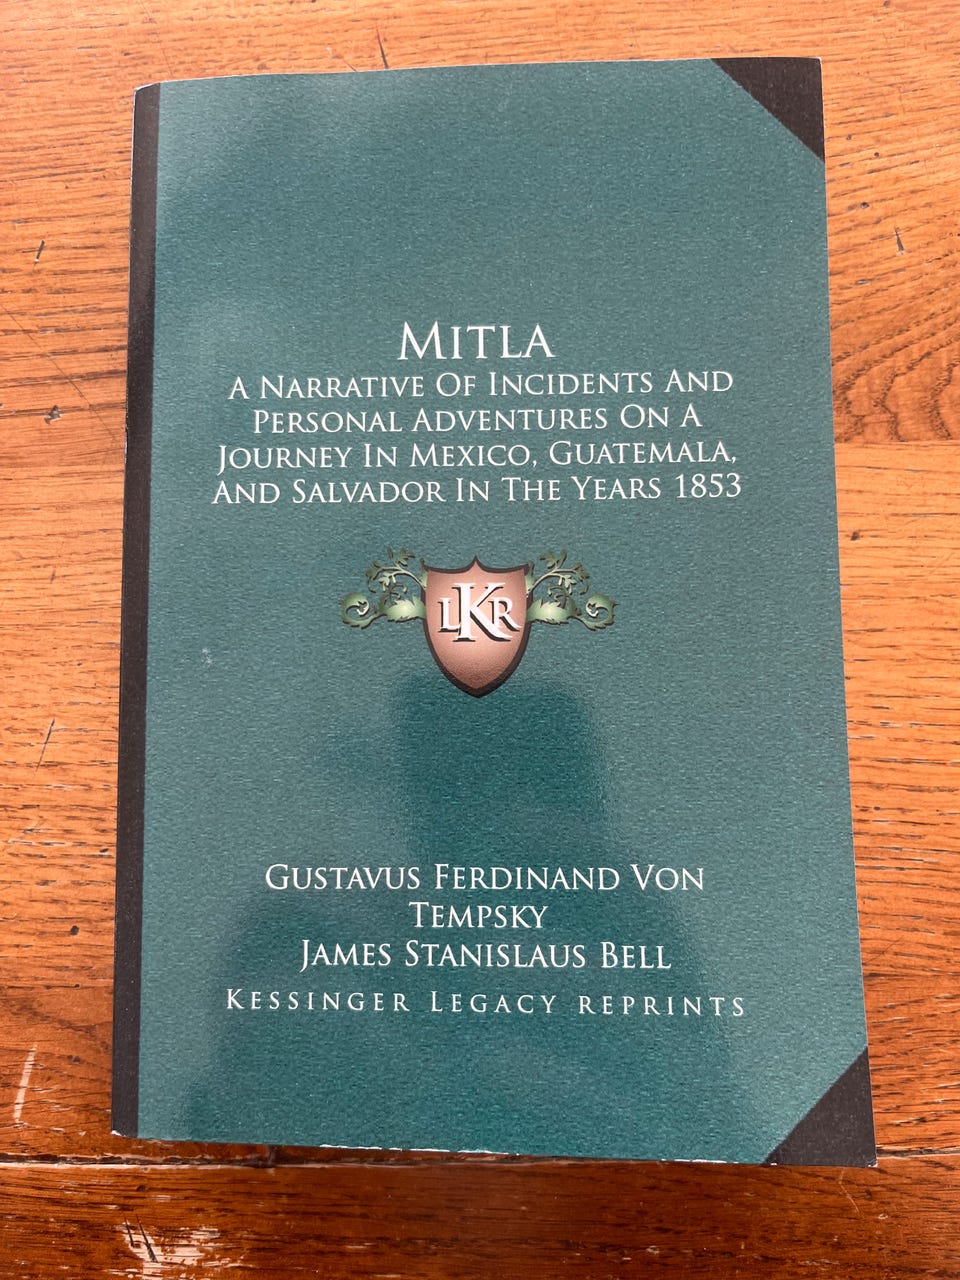 Mitla
A Narrative Of Incidents And
Personal Adventures On A
Journey In Mexico, Guatemala,
And Salvador In The Years 1853
LKR
Gustavus Ferdinand Von
Tempsky
James Stanislaus Bell
Kessinger Legacy reprints